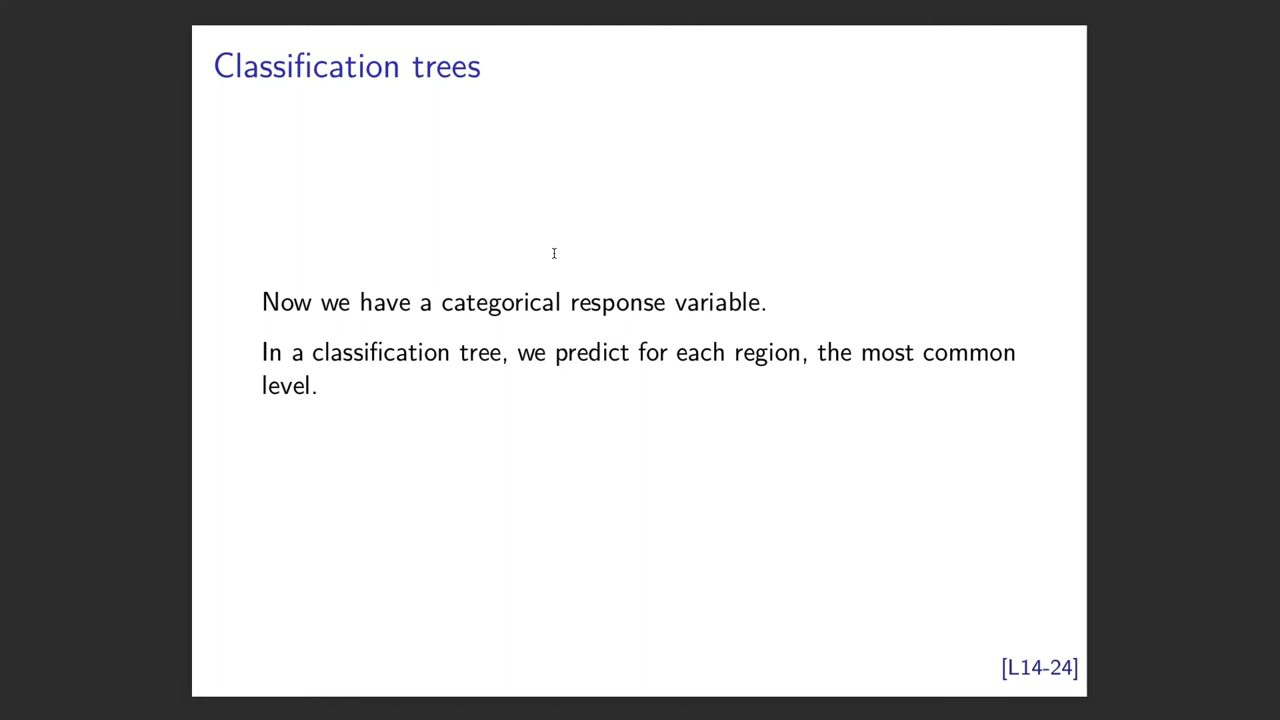 Classification trees
Now we have a categorical response variable.
In a classification tree, we predict for each region, the most common
level.
[L14-24]